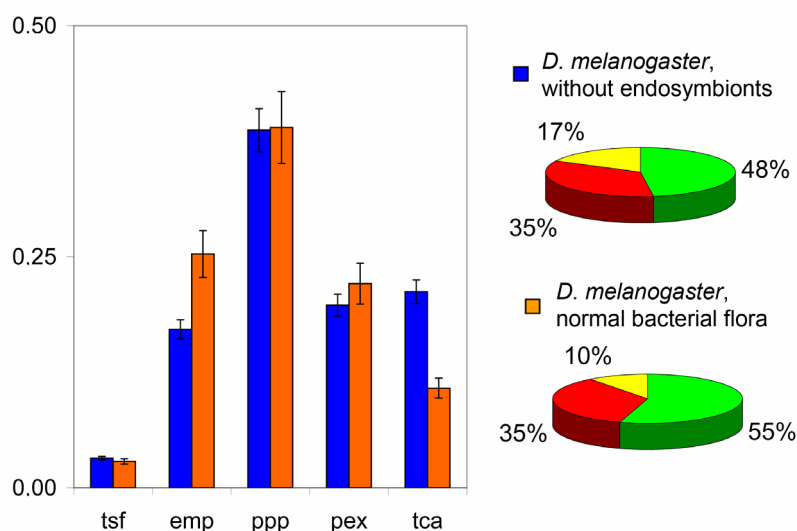 0.50
0.25
0.00
tsf emp ppp pex tca
D. melanogaster,
without endosymbionts
17%
48%
35%
D. melanogaster,
normal bacterial flora
10%
35%
55%